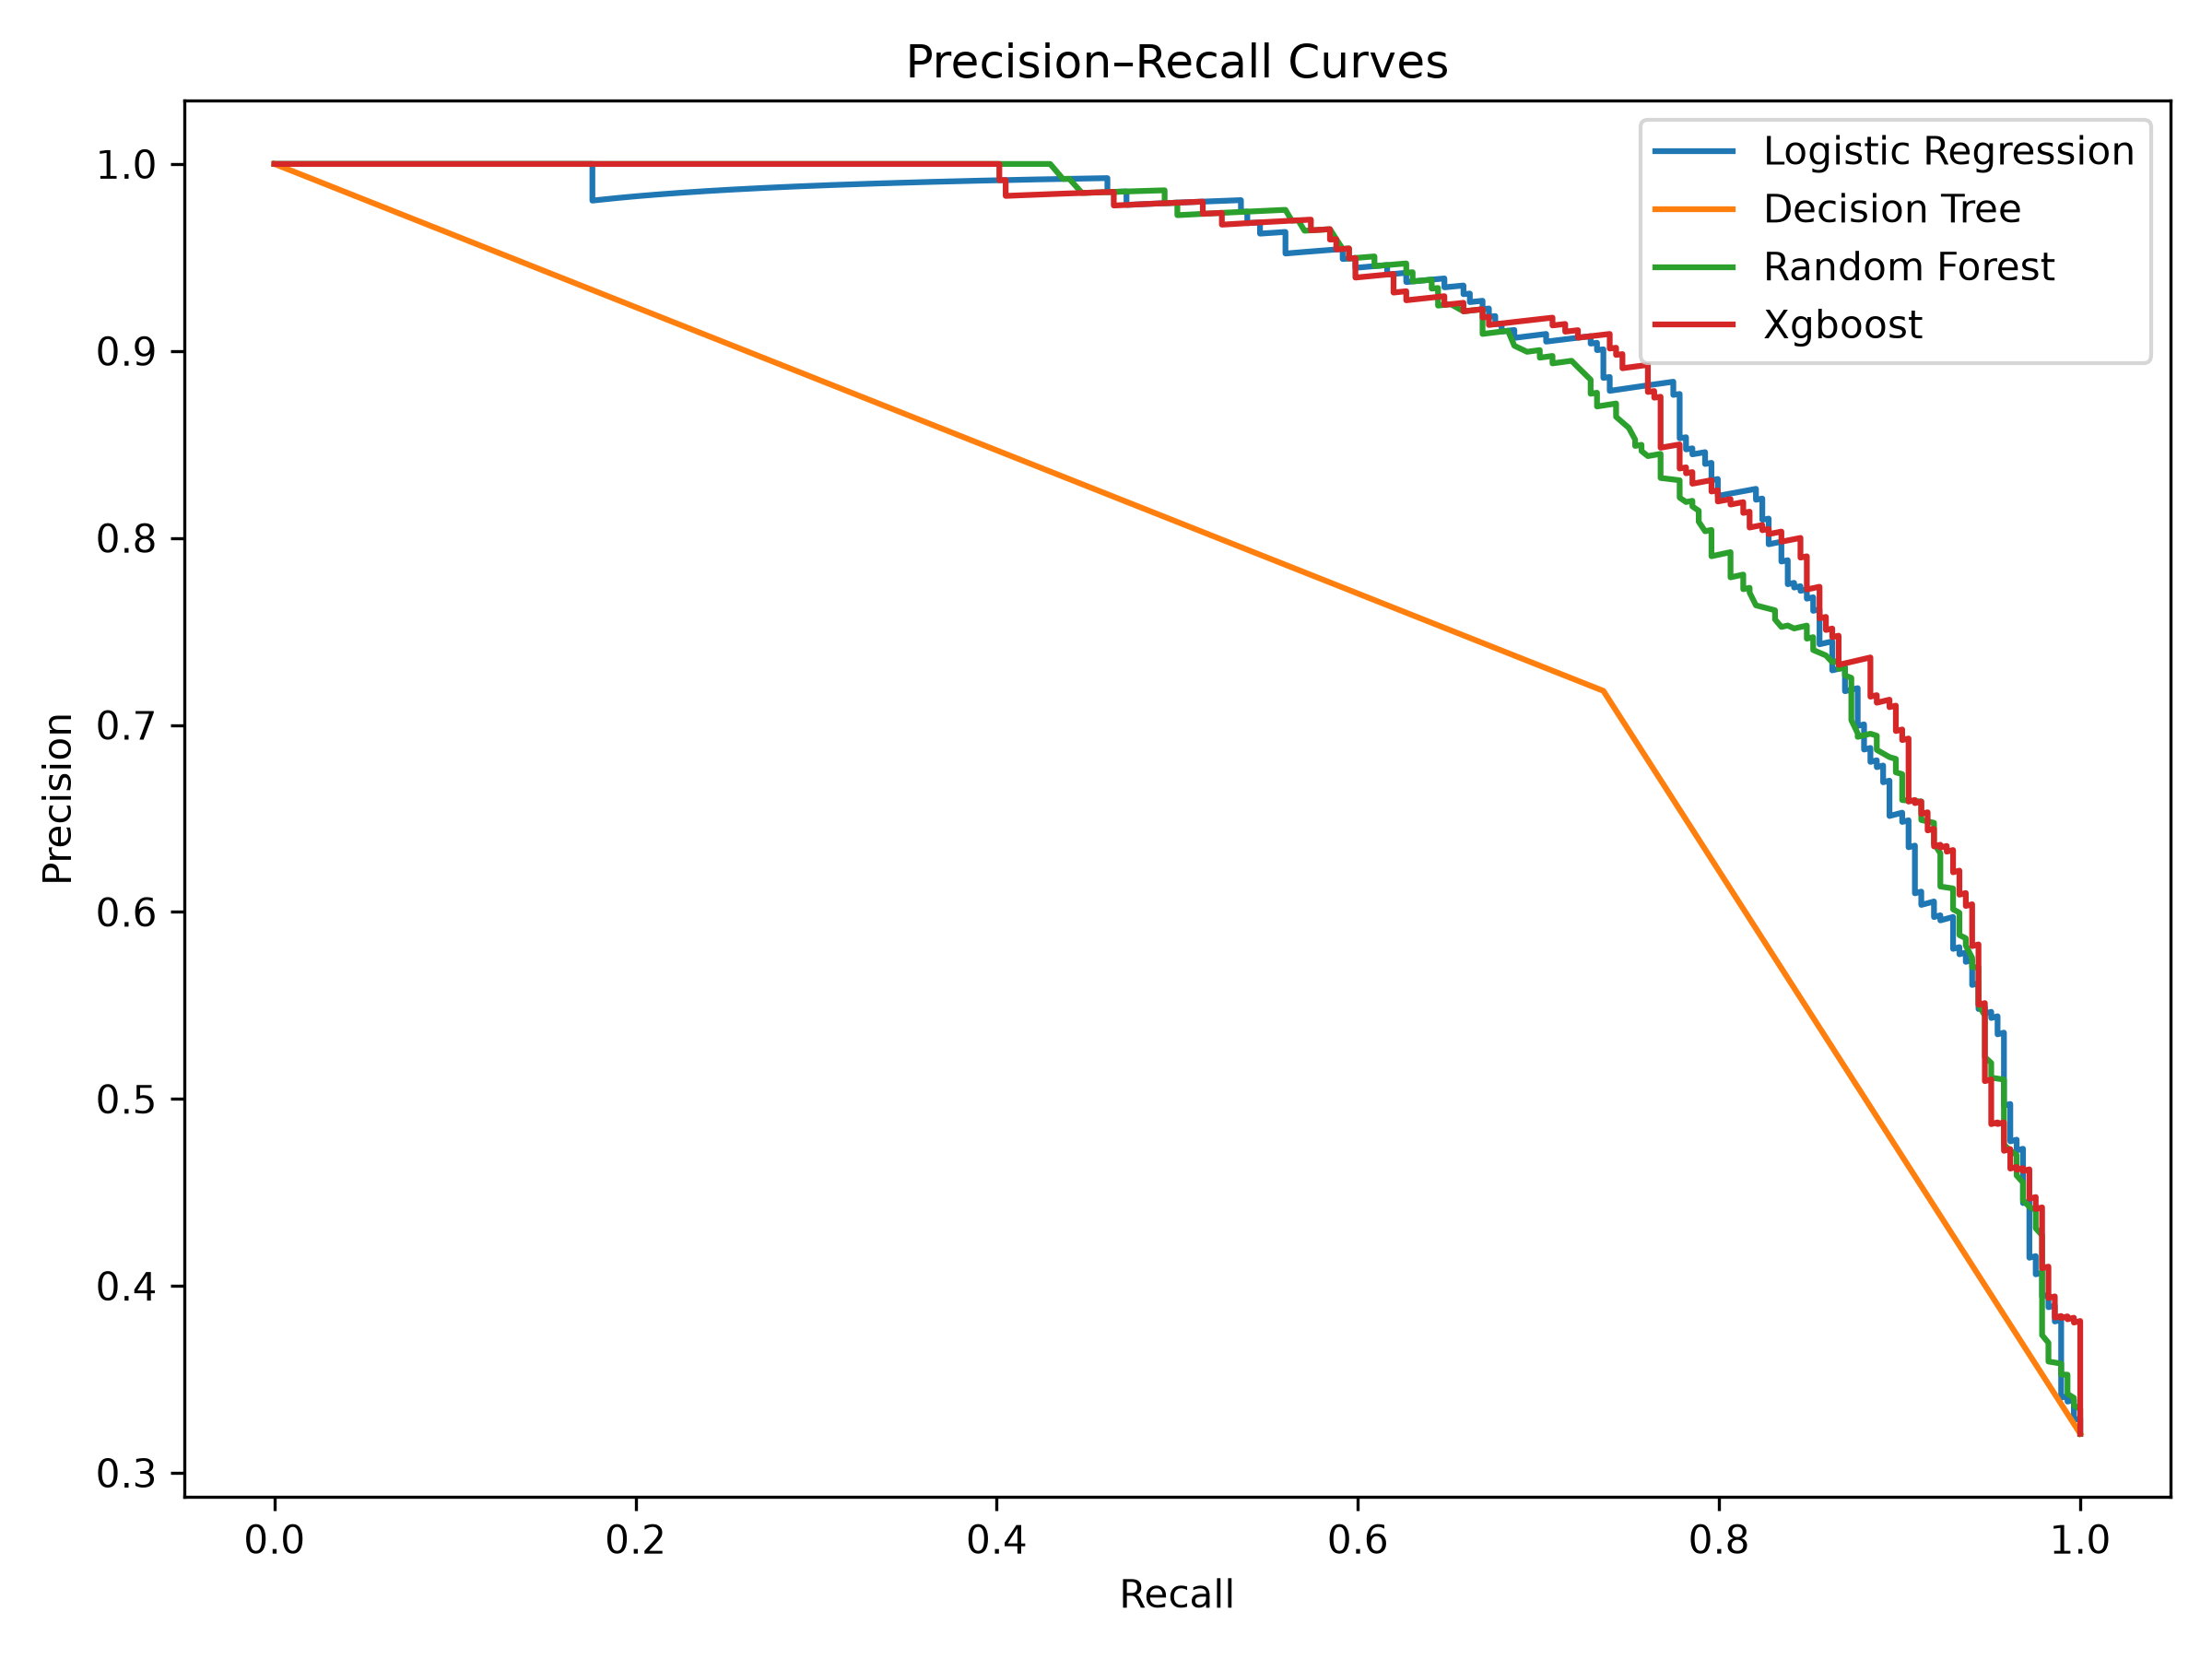 Precision–Recall Curves
Logistic Regression
Decision Tree
Random Forest
Xgboost
Precision
1.0
0.9
0.8
0.7
0.6
0.5
0.4
0.3
0.0 0.2 0.4 0.6 0.8 1.0
Recall